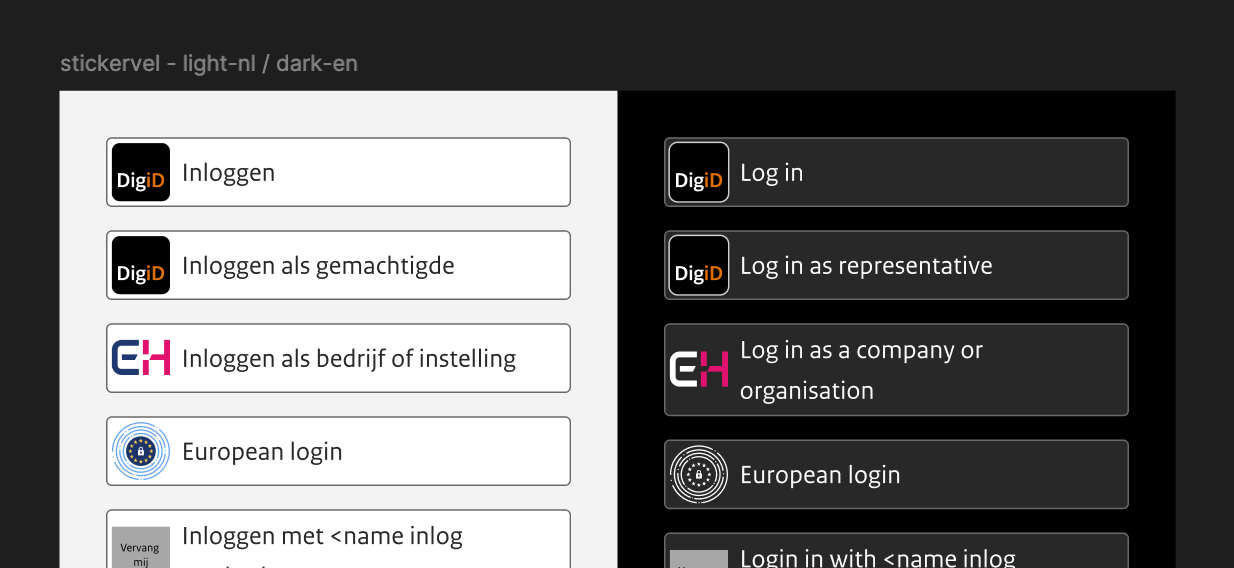 stickervel - light-nl / dark-en
DigiD Inloggen
DigiD Inloggen als gemachtigde
EH Inloggen als bedrijf of instelling
European login
Vervang
mij
Inloggen met <name inlog
DigiD Log in
DigiD Log in as representative
EH Log in as a company or
organisation
European login
Login in with <name inlog